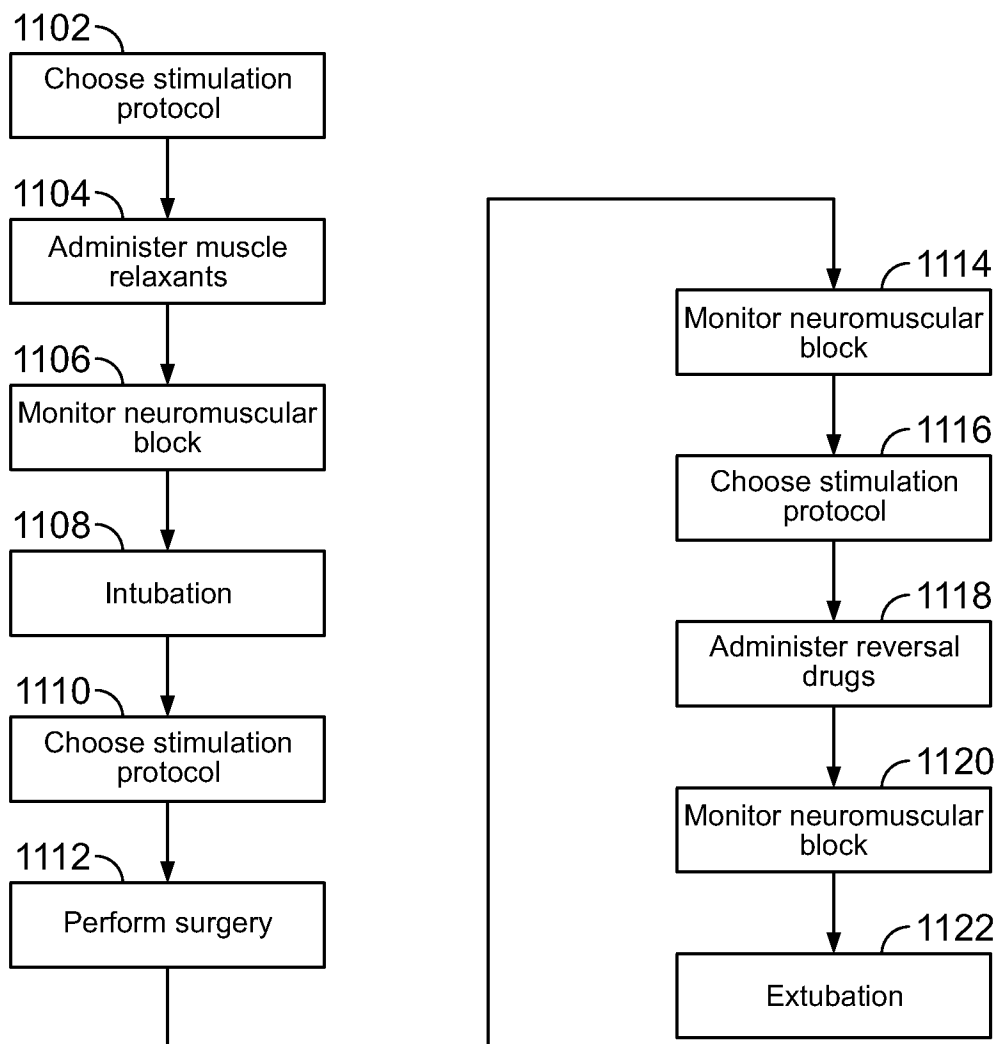 1102
Choose stimulation
protocol
1104
Administer muscle
relaxants
1106
Monitor neuromuscular
block
1108
Intubation
1110
Choose stimulation
protocol
1112
Perform surgery
1114
Monitor neuromuscular
block
1116
Choose stimulation
protocol
1118
Administer reversal
drugs
1120
Monitor neuromuscular
block
1122
Extubation